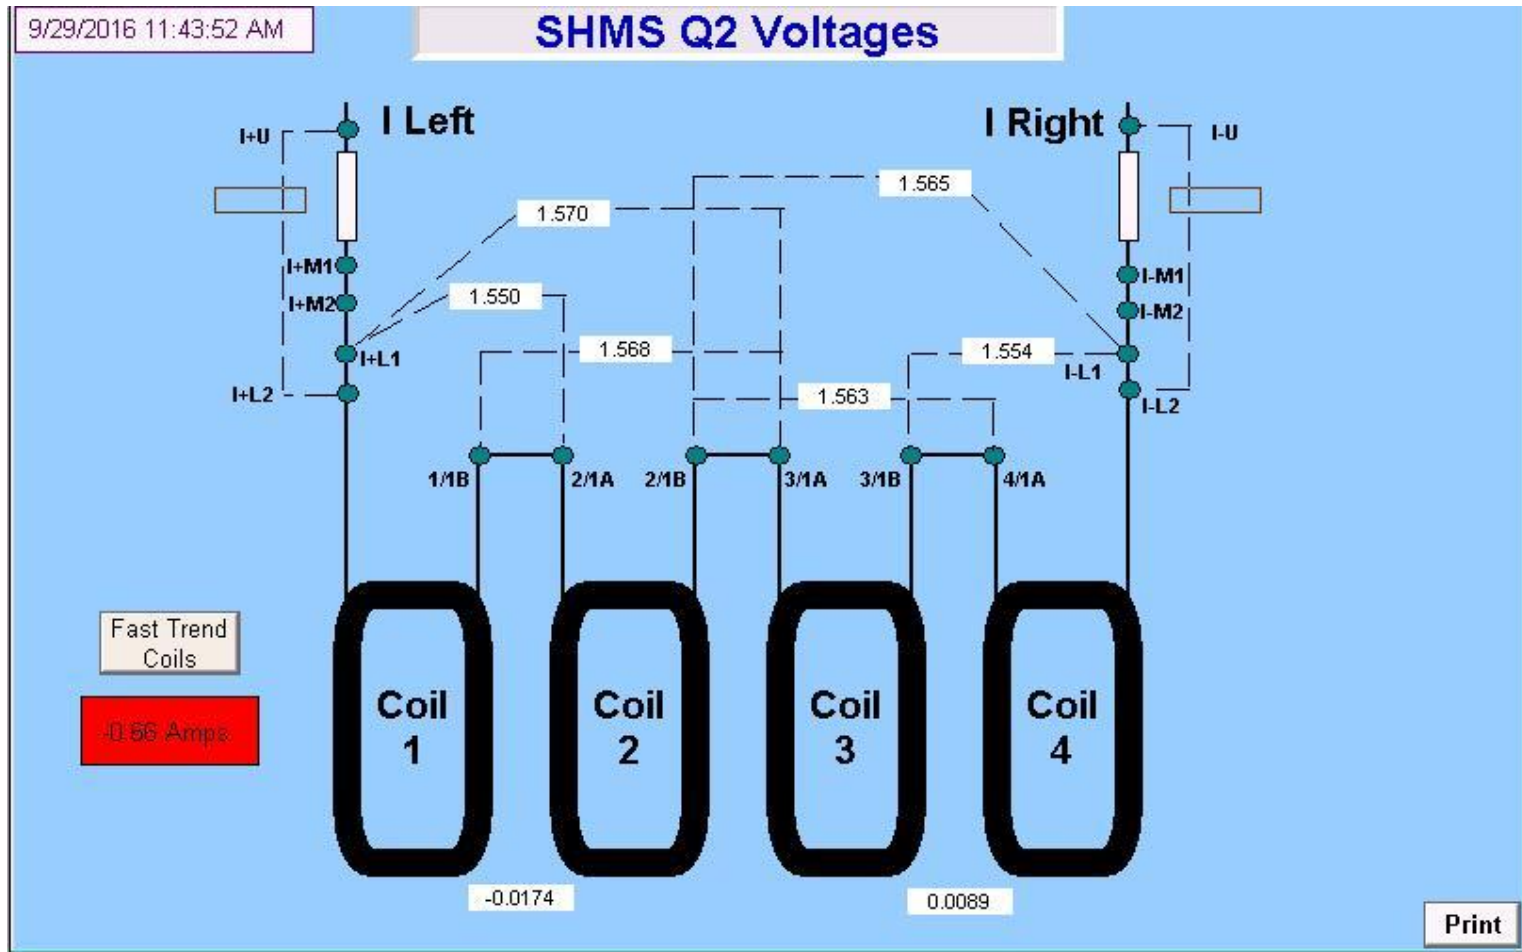 9/29/2016 11:43:52 AM
SHMS Q2 Voltages
I Left
I Right
I+U
I-U
1.565
1.570
I+M1
I-M1
1.550
I+M2
I-M2
1.568
1.554
I+L1
I-L1
I+L2
1.563
I-L2
1/1B
2/1A
2/1B
3/1A
3/1B
4/1A
Fast Trend
Coils
-0.66 Amps
Coil
1
Coil
2
Coil
3
Coil
4
-0.0174
0.0089
Print